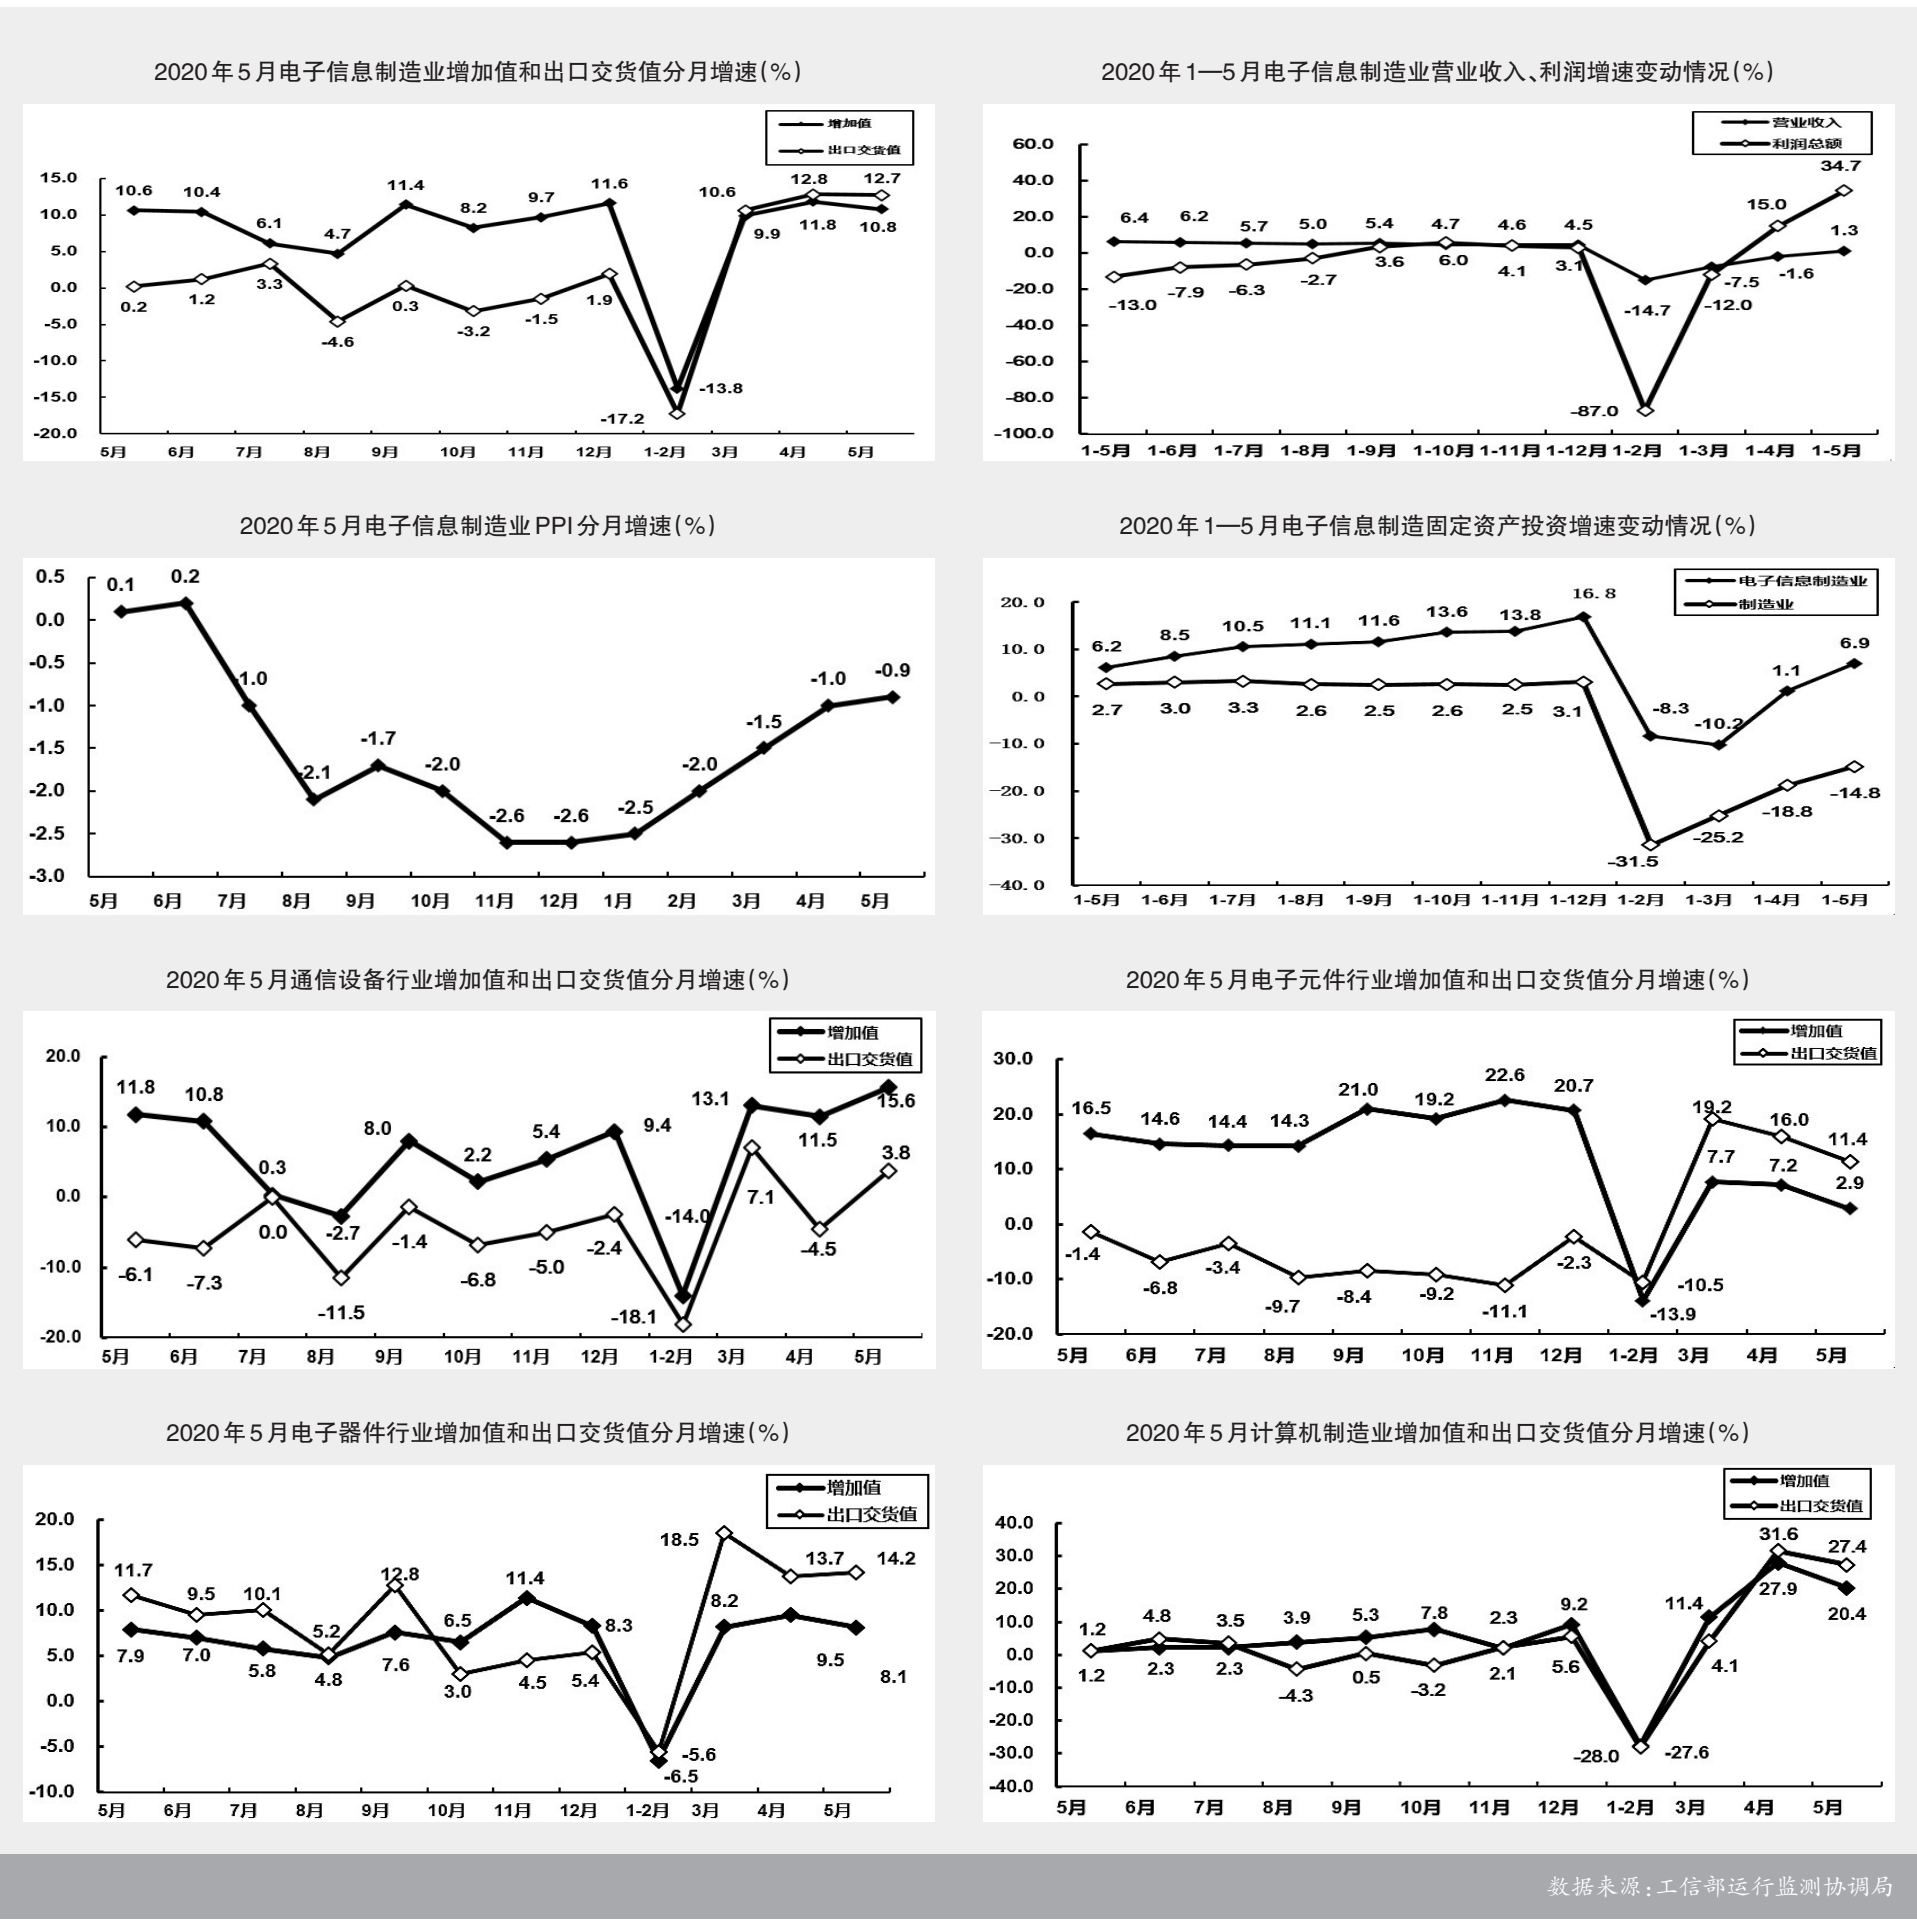 2020年5月电子信息制造业增加值和出口交货值分月增速(%)
增加值
出口交货值
15.0
10.0
5.0
0.0
-5.0
-10.0
-15.0
-20.0
10.6 10.4 6.1 4.7 11.4 8.2 9.7 11.6 -13.8 9.9 11.8 10.8
0.2 1.2 3.3 -4.6 0.3 -3.2 -1.5 1.9 -17.2 10.6 12.8 12.7
5月 6月 7月 8月 9月 10月 11月 12月 1-2月 3月 4月 5月
2020年1—5月电子信息制造业营业收入、利润增速变动情况(%)
营业收入
利润总额
60.0
40.0
20.0
0.0
-20.0
-40.0
-60.0
-80.0
-100.0
6.4 6.2 5.7 5.0 5.4 4.7 4.6 4.5 -14.7 -7.5 -1.6 1.3
-13.0 -7.9 -6.3 -2.7 3.6 6.0 4.1 3.1 -87.0 -12.0 15.0 34.7
1-5月 1-6月 1-7月 1-8月 1-9月 1-10月 1-11月 1-12月 1-2月 1-3月 1-4月 1-5月
2020年5月电子信息制造业PPI分月增速(%)
0.5
0.0
-0.5
-1.0
-1.5
-2.0
-2.5
-3.0
0.1 0.2 -1.0 -2.1 -1.7 -2.0 -2.6 -2.6 -2.5 -2.0 -1.5 -1.0 -0.9
5月 6月 7月 8月 9月 10月 11月 12月 1月 2月 3月 4月 5月
2020年1—5月电子信息制造固定资产投资增速变动情况(%)
电子信息制造业
制造业
20.0
10.0
0.0
-10.0
-20.0
-30.0
-40.0
6.2 8.5 10.5 11.1 11.6 13.6 13.8 16.8 -8.3 -10.2 1.1 6.9
2.7 3.0 3.3 2.6 2.5 2.6 2.5 3.1 -31.5 -25.2 -18.8 -14.8
1-5月 1-6月 1-7月 1-8月 1-9月 1-10月 1-11月 1-12月 1-2月 1-3月 1-4月 1-5月
2020年5月通信设备行业增加值和出口交货值分月增速(%)
增加值
出口交货值
20.0
10.0
0.0
-10.0
-20.0
11.8 10.8 0.3 -2.7 8.0 2.2 5.4 9.4 -14.0 13.1 11.5 15.6
-6.1 -7.3 0.0 -11.5 -1.4 -6.8 -5.0 -2.4 -18.1 7.1 -4.5 3.8
5月 6月 7月 8月 9月 10月 11月 12月 1-2月 3月 4月 5月
2020年5月电子元件行业增加值和出口交货值分月增速(%)
增加值
出口交货值
30.0
20.0
10.0
0.0
-10.0
-20.0
16.5 14.6 14.4 14.3 21.0 19.2 22.6 20.7 -13.9 7.7 7.2 2.9
-1.4 -6.8 -3.4 -9.7 -8.4 -9.2 -11.1 -2.3 -10.5 19.2 16.0 11.4
5月 6月 7月 8月 9月 10月 11月 12月 1-2月 3月 4月 5月
2020年5月电子器件行业增加值和出口交货值分月增速(%)
增加值
出口交货值
20.0
15.0
10.0
5.0
0.0
-5.0
-10.0
11.7 9.5 10.1 5.2 12.8 3.0 4.5 5.4 -5.6 18.5 13.7 14.2
7.9 7.0 5.8 4.8 7.6 6.5 11.4 8.3 -6.5 8.2 9.5 8.1
5月 6月 7月 8月 9月 10月 11月 12月 1-2月 3月 4月 5月
2020年5月计算机制造业增加值和出口交货值分月增速(%)
增加值
出口交货值
40.0
30.0
20.0
10.0
0.0
-10.0
-20.0
-30.0
-40.0
1.2 4.8 3.5 3.9 5.3 7.8 2.3 9.2 -28.0 11.4 31.6 27.4
1.2 2.3 2.3 -4.3 0.5 -3.2 2.1 5.6 -27.6 4.1 27.9 20.4
5月 6月 7月 8月 9月 10月 11月 12月 1-2月 3月 4月 5月
数据来源:工信部运行监测协调局